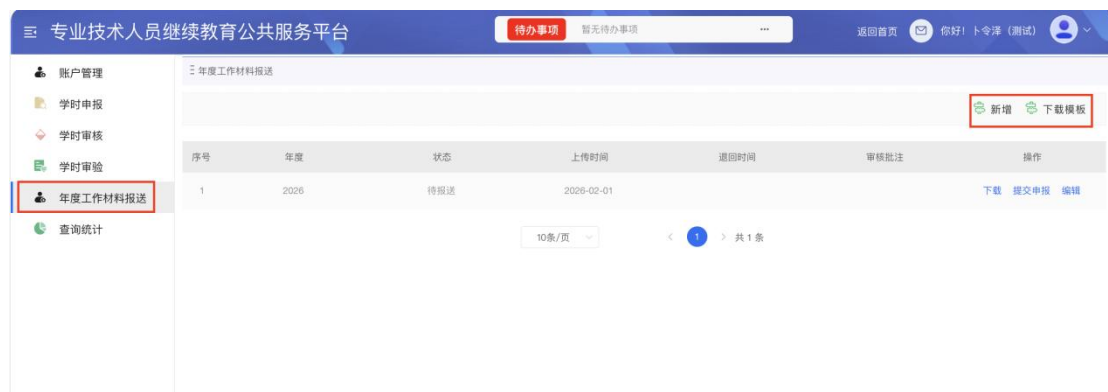 专业技术人员继续教育公共服务平台
待办事项 暂无待办事项 ...
返回首页 你好! 卜令泽 (测试)
账户管理
学时申报
学时审核
学时审验
年度工作材料报送
查询统计
年度工作材料报送
新增 下载模板
序号 年度 状态 上传时间 退回时间 审核批注 操作
1 2026 待报送 2026-02-01 下载 提交申报 编辑
10条/页 < 1 > 共 1 条